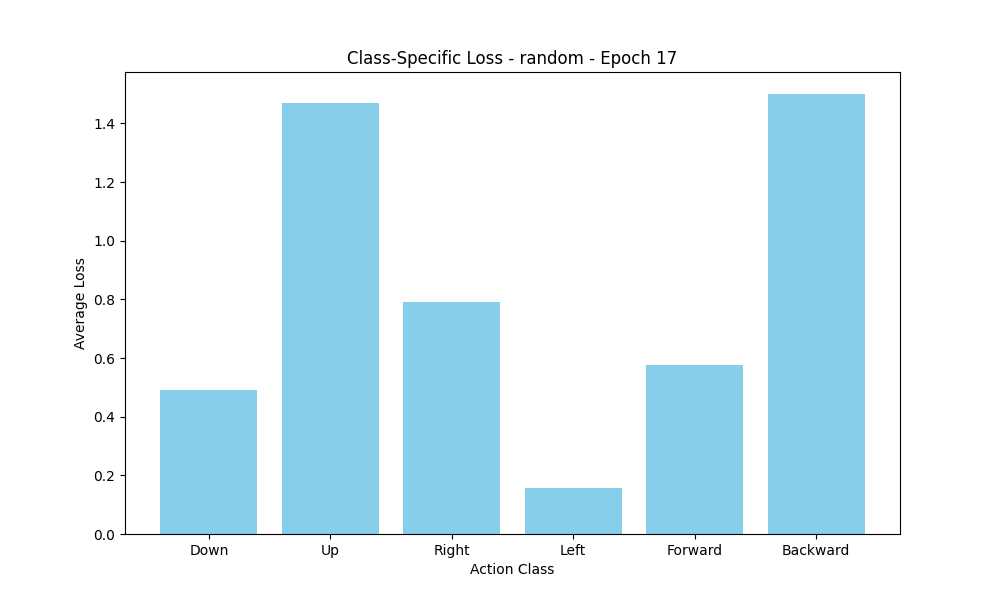 Class-Specific Loss - random - Epoch 17
Average Loss
1.4
1.2
1.0
0.8
0.6
0.4
0.2
0.0
Down Up Right Left Forward Backward
Action Class